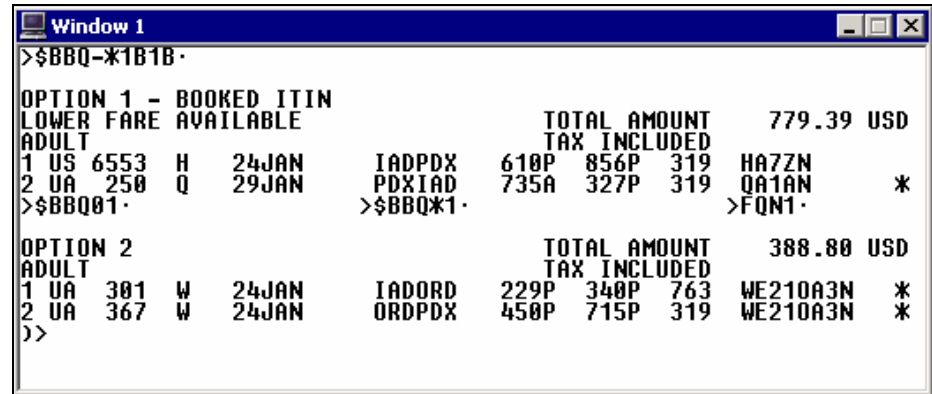 Window 1
>$BBQ-*1B1B·
OPTION 1 - BOOKED ITIN
LOWER FARE AVAILABLE TOTAL AMOUNT 779.39 USD
ADULT TAX INCLUDED
1 US 6553 H 24JAN IADPDX 610P 856P 319 HA7ZN
2 UA 250 Q 29JAN PDXIAD 735A 327P 319 QA1AN *
>$BBQ01· >$BBQ*1· >FQN1·
OPTION 2 TOTAL AMOUNT 388.80 USD
ADULT TAX INCLUDED
1 UA 301 W 24JAN IADORD 229P 340P 763 WE210A3N *
2 UA 367 W 24JAN ORDPDX 450P 715P 319 WE210A3N *
)>